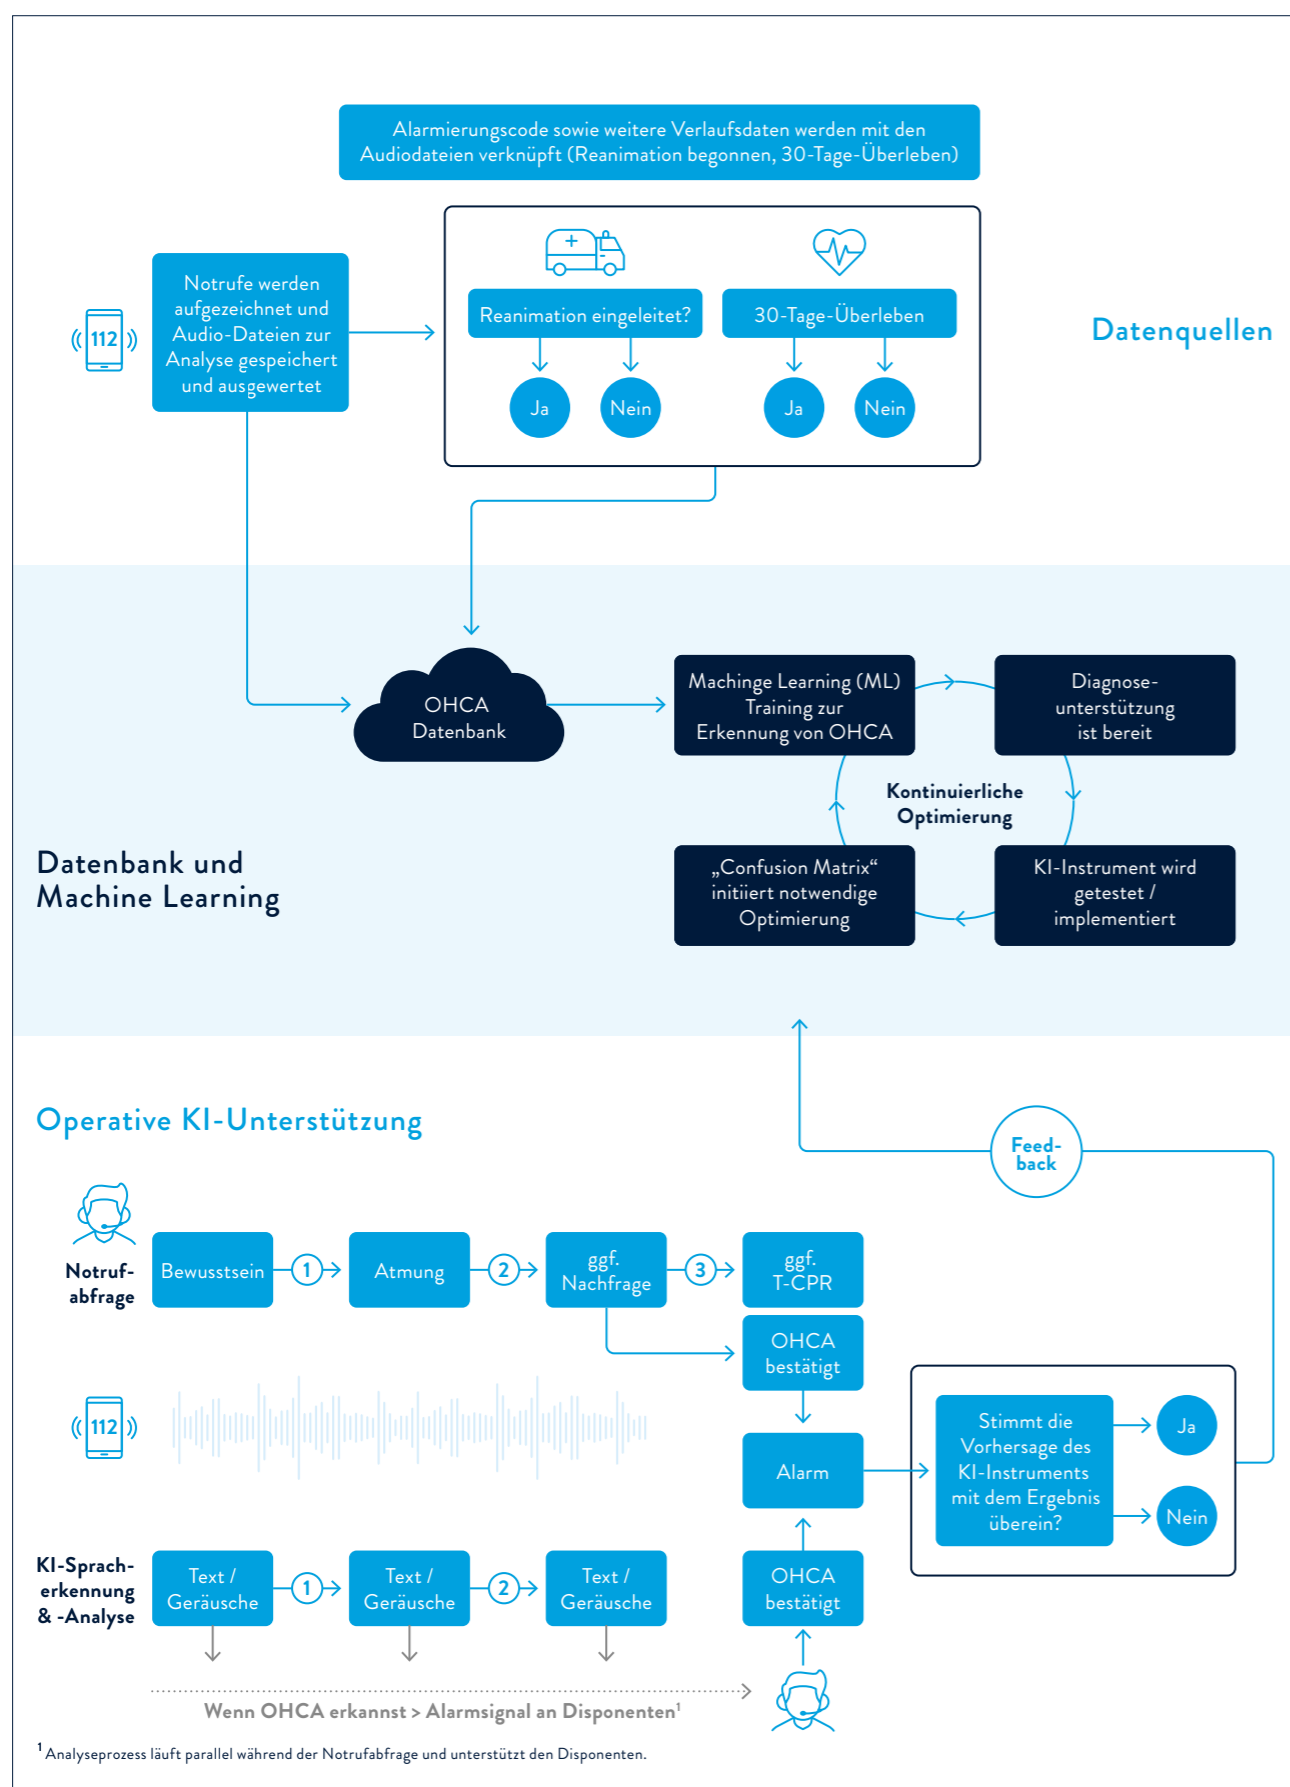 Alarmierungscode sowie weitere Verlaufsdaten werden mit den
Audiodateien verknüpft (Reanimation begonnen, 30-Tage-Überleben)
Notrufe werden
aufgezeichnet und
Audio-Dateien zur
Analyse gespeichert
und ausgewertet
112
Reanimation eingeleitet?
30-Tage-Überleben
Ja
Nein
Ja
Nein
Datenquellen
OHCA
Datenbank
Machinge Learning (ML)
Training zur
Erkennung von OHCA
Diagnose-
unterstützung
ist bereit
Kontinuierliche
Optimierung
„Confusion Matrix“
initiiert notwendige
Optimierung
KI-Instrument wird
getestet /
implementiert
Datenbank und
Machine Learning
Operative KI-Unterstützung
Feed-
back
Notruf-
abfrage
Bewusstsein
1
Atmung
2
ggf.
Nachfrage
3
ggf.
T-CPR
OHCA
bestätigt
112
Alarm
Stimmt die
Vorhersage des
KI-Instruments
mit dem Ergebnis
überein?
Ja
Nein
KI-Sprach-
erkennung
& -Analyse
Text /
Geräusche
1
Text /
Geräusche
2
Text /
Geräusche
OHCA
bestätigt
Wenn OHCA erkannst > Alarmsignal an Disponenten¹
¹ Analyseprozess läuft parallel während der Notrufabfrage und unterstützt den Disponenten.